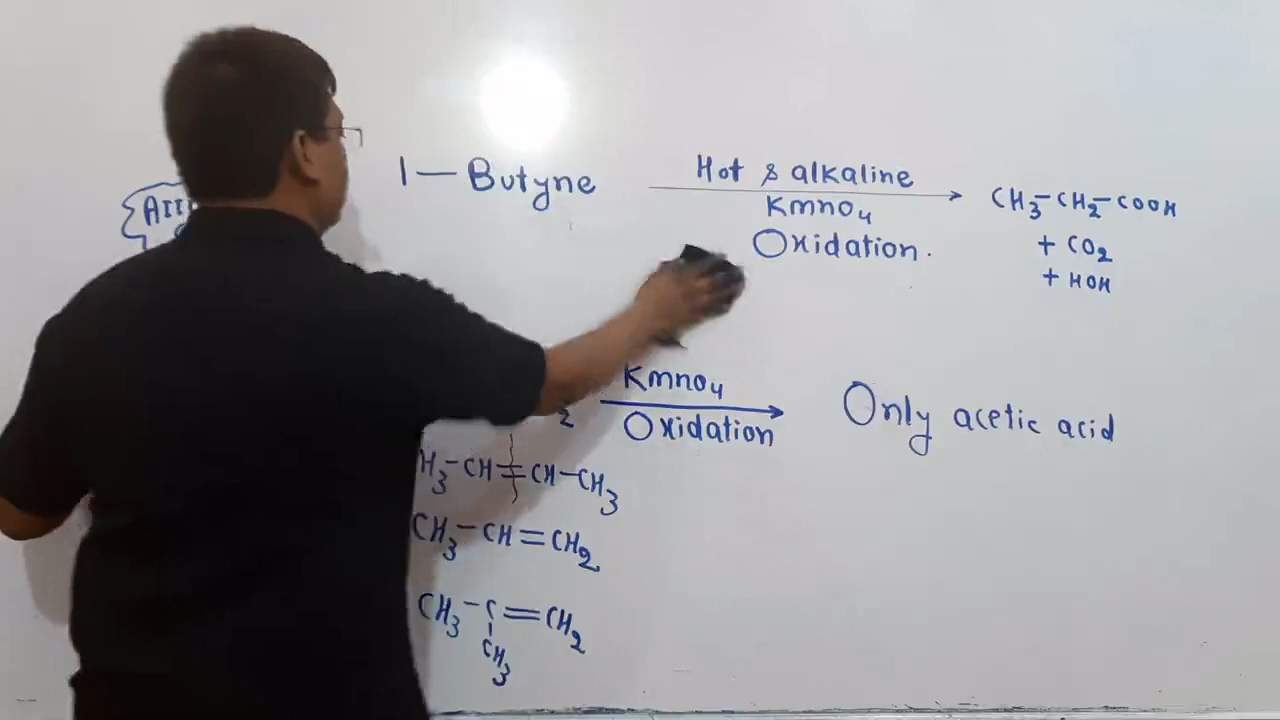 1 — Butyne
Hot & alkaline
KMnO4
Oxidation.
CH3-CH2-COOH
+ CO2
+ HOH
KMnO4
Oxidation
Only acetic acid
H3-CH=CH-CH3
CH3-CH=CH2
CH3-C=CH2
CH3